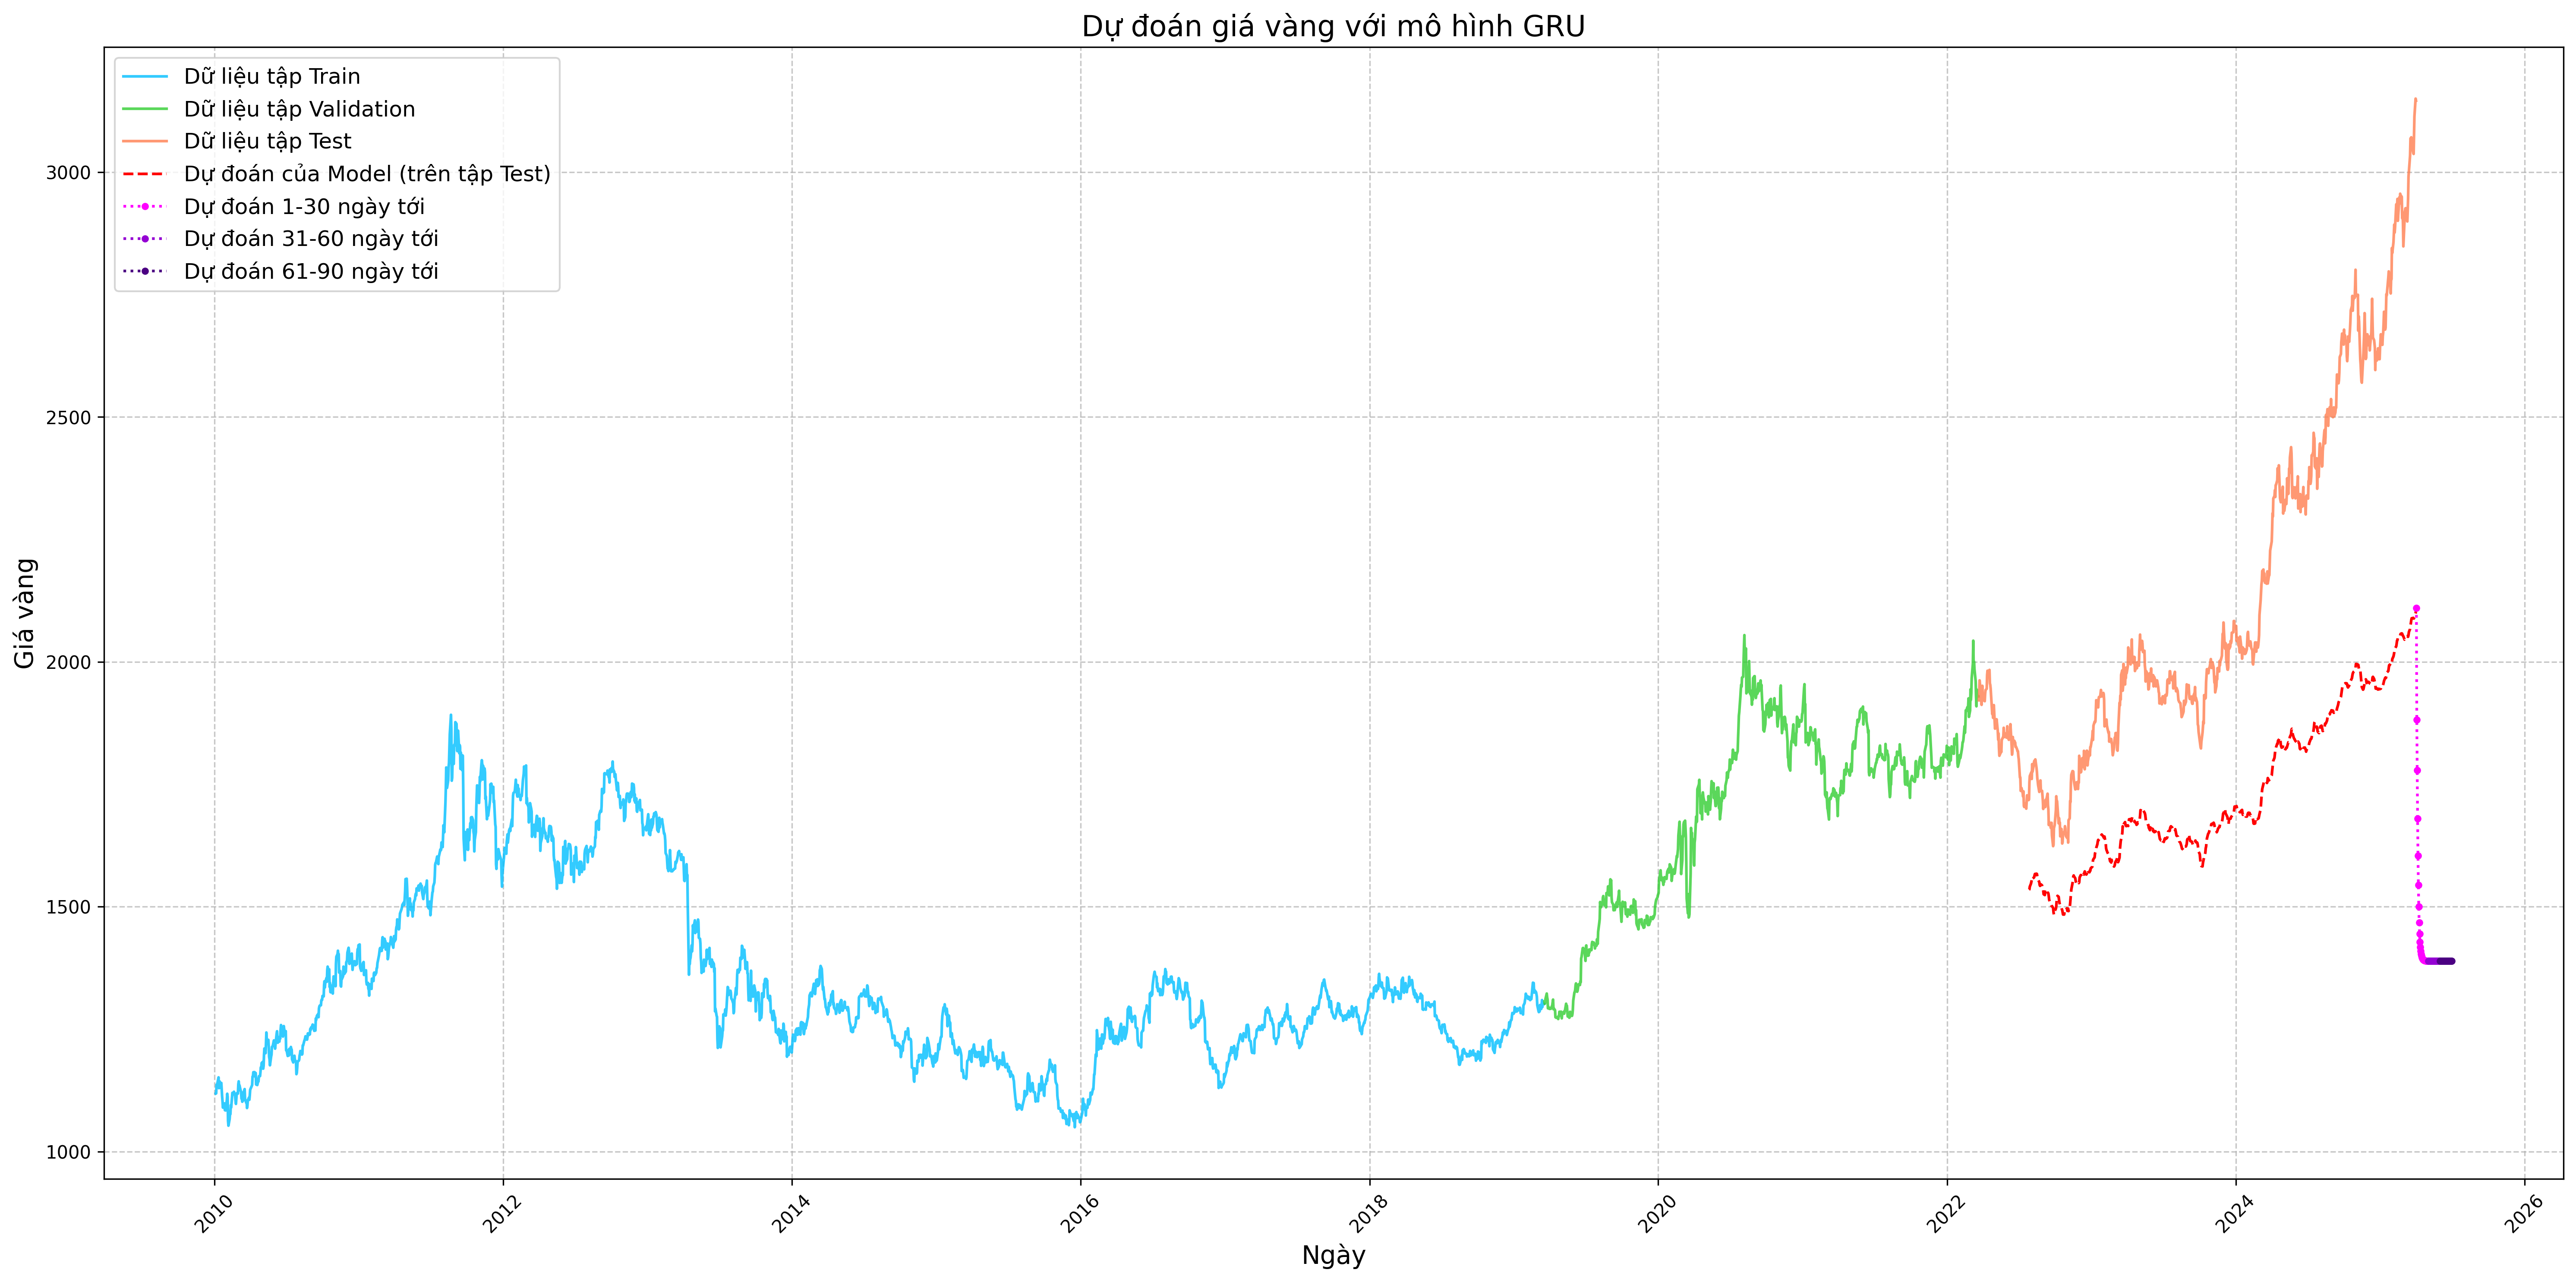 Dự đoán giá vàng với mô hình GRU
Dữ liệu tập Train
Dữ liệu tập Validation
Dữ liệu tập Test
Dự đoán của Model (trên tập Test)
Dự đoán 1-30 ngày tới
Dự đoán 31-60 ngày tới
Dự đoán 61-90 ngày tới
Giá vàng
3000
2500
2000
1500
1000
2010
2012
2014
2016
2018
2020
2022
2024
2026
Ngày